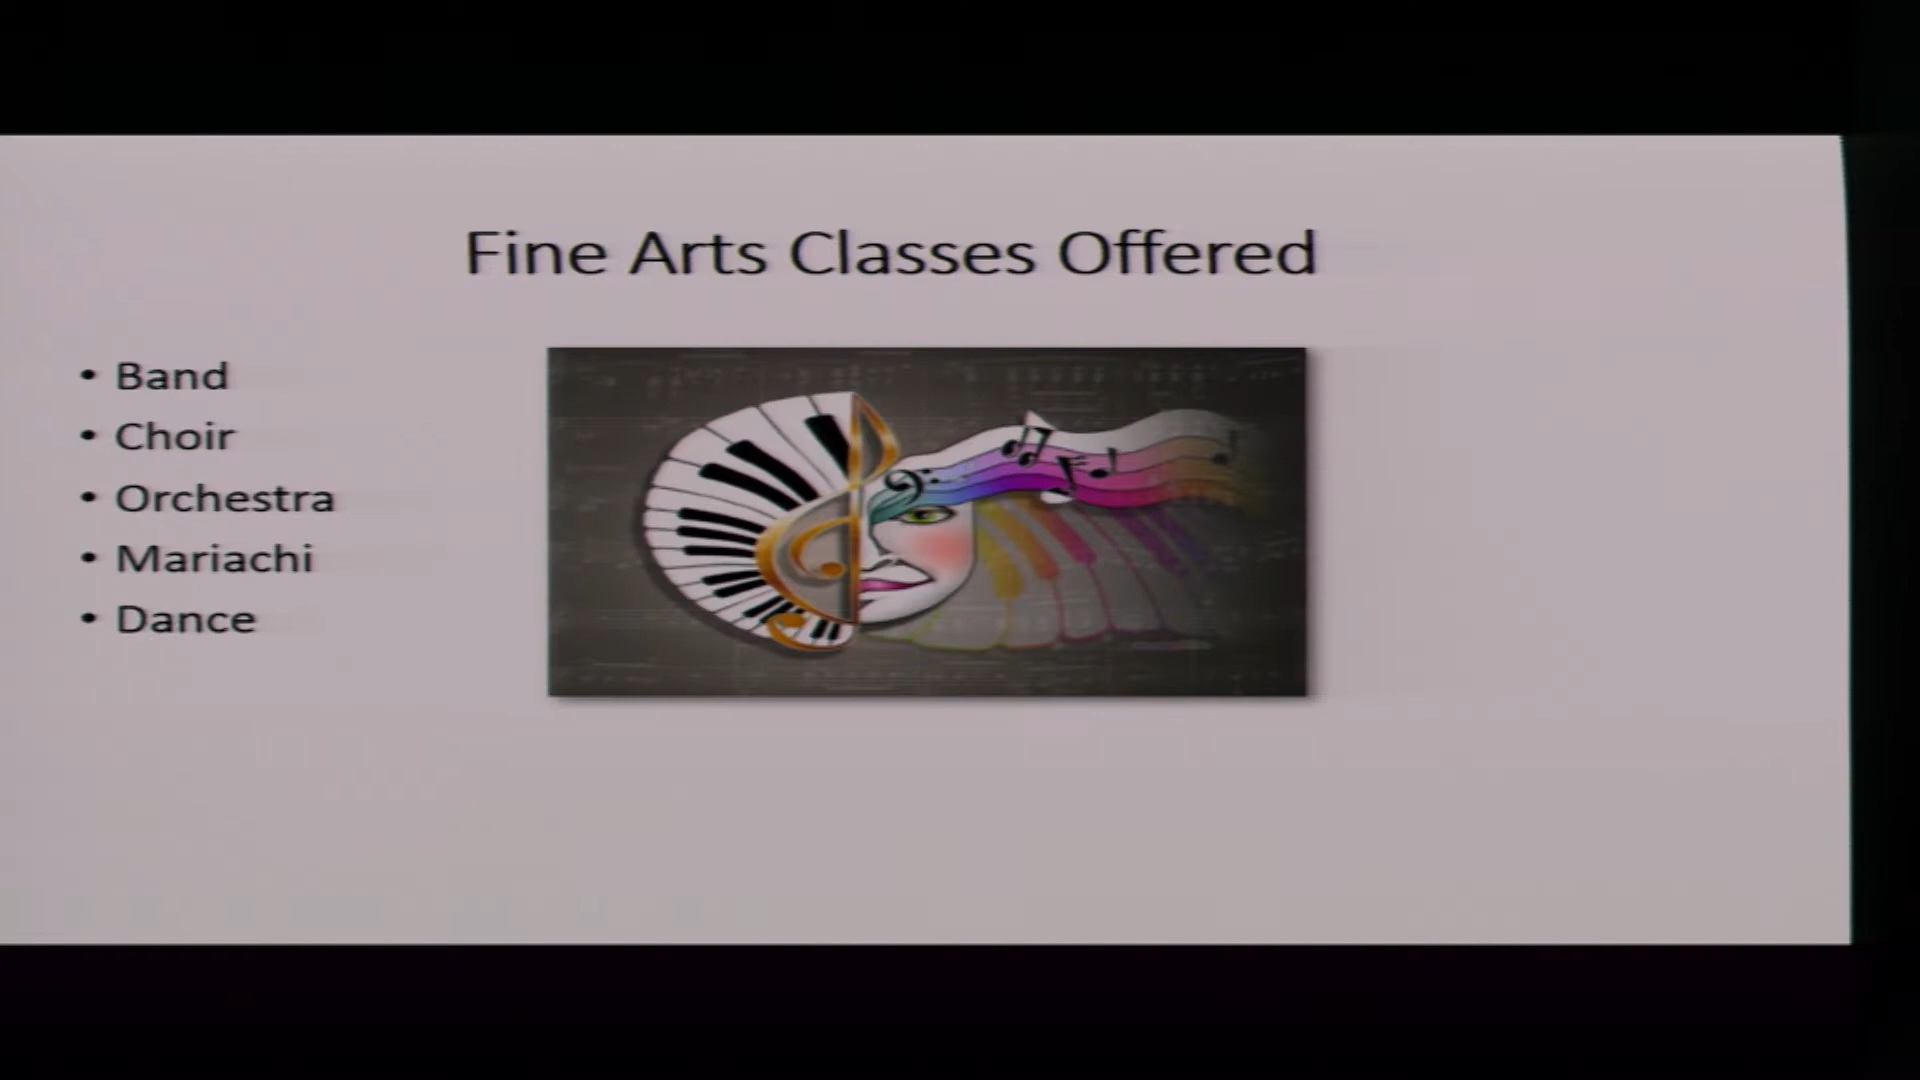 Fine Arts Classes Offered
• Band
• Choir
• Orchestra
• Mariachi
• Dance